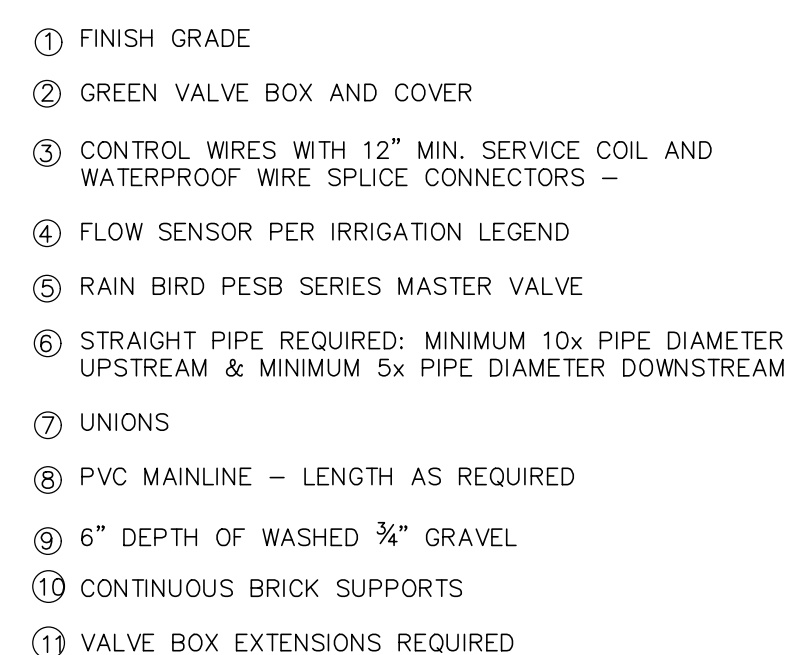 ① FINISH GRADE
② GREEN VALVE BOX AND COVER
③ CONTROL WIRES WITH 12” MIN. SERVICE COIL AND
WATERPROOF WIRE SPLICE CONNECTORS –
④ FLOW SENSOR PER IRRIGATION LEGEND
⑤ RAIN BIRD PESB SERIES MASTER VALVE
⑥ STRAIGHT PIPE REQUIRED: MINIMUM 10x PIPE DIAMETER
UPSTREAM & MINIMUM 5x PIPE DIAMETER DOWNSTREAM
⑦ UNIONS
⑧ PVC MAINLINE – LENGTH AS REQUIRED
⑨ 6” DEPTH OF WASHED ¾” GRAVEL
⑩ CONTINUOUS BRICK SUPPORTS
⑪ VALVE BOX EXTENSIONS REQUIRED